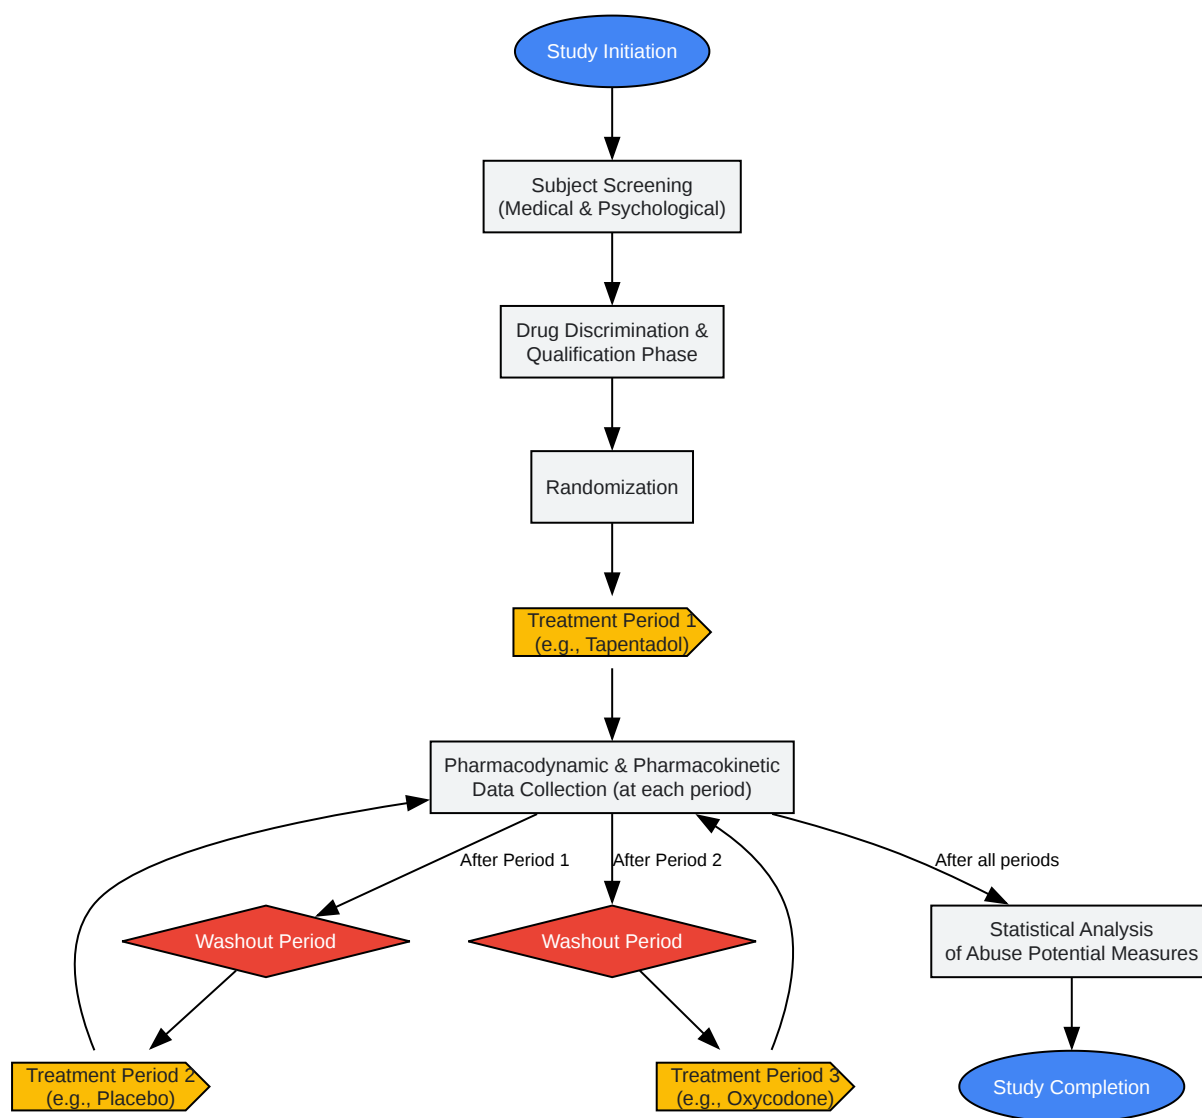 Study Initiation
Subject Screening
(Medical & Psychological)
Drug Discrimination &
Qualification Phase
Randomization
Treatment Period 1
(e.g., Tapentadol)
Pharmacodynamic & Pharmacokinetic
Data Collection (at each period)
After Period 1
After Period 2
After all periods
Washout Period
Washout Period
Statistical Analysis
of Abuse Potential Measures
Treatment Period 2
(e.g., Placebo)
Treatment Period 3
(e.g., Oxycodone)
Study Completion